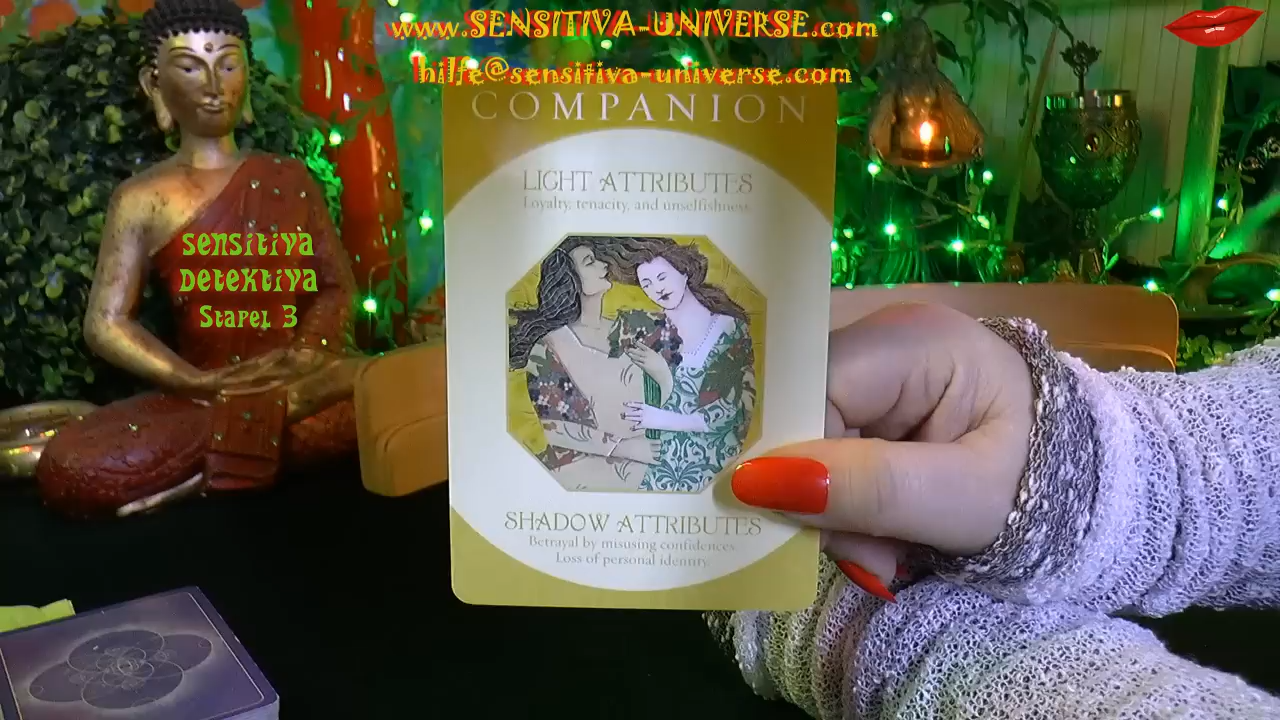 www.SENSITIVA-UNIVERSE.com
hilfe@sensitiva-universe.com
COMPANION
LIGHT ATTRIBUTES
Loyalty, tenacity, and unselfishness
Sensitiva
Detektiva
Stapel 3
SHADOW ATTRIBUTES
Betrayal by misusing confidences.
Loss of personal identity.